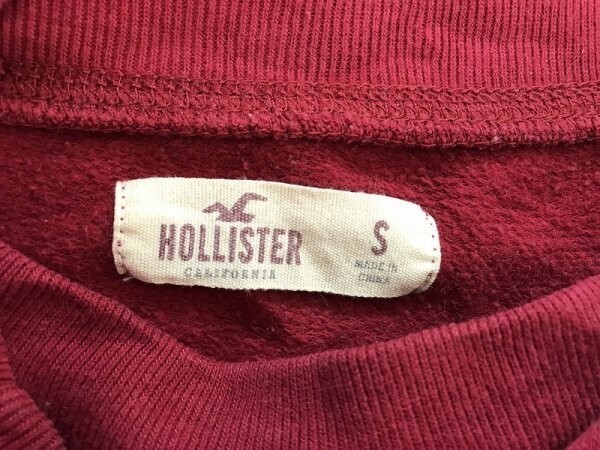 HOLLISTER
CALIFORNIA
S
MADE IN
CHINA